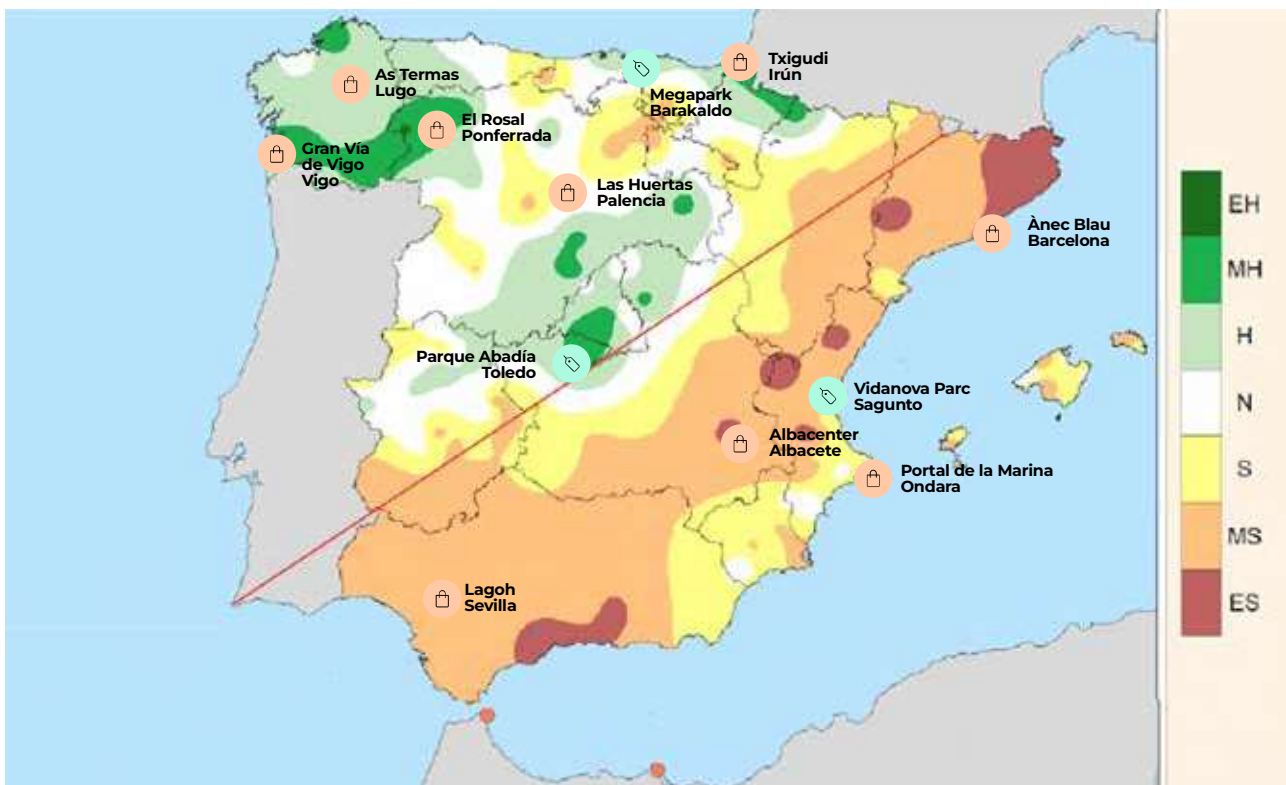 As Termas
Lugo
Txigudi
Irún
Megapark
Barakaldo
El Rosal
Ponferrada
Gran Vía
de Vigo
Vigo
Las Huertas
Palencia
Ànec Blau
Barcelona
Parque Abadía
Toledo
Vidanova Parc
Sagunto
Albacenter
Albacete
Portal de la Marina
Ondara
Lagoh
Sevilla
EH
MH
H
N
S
MS
ES